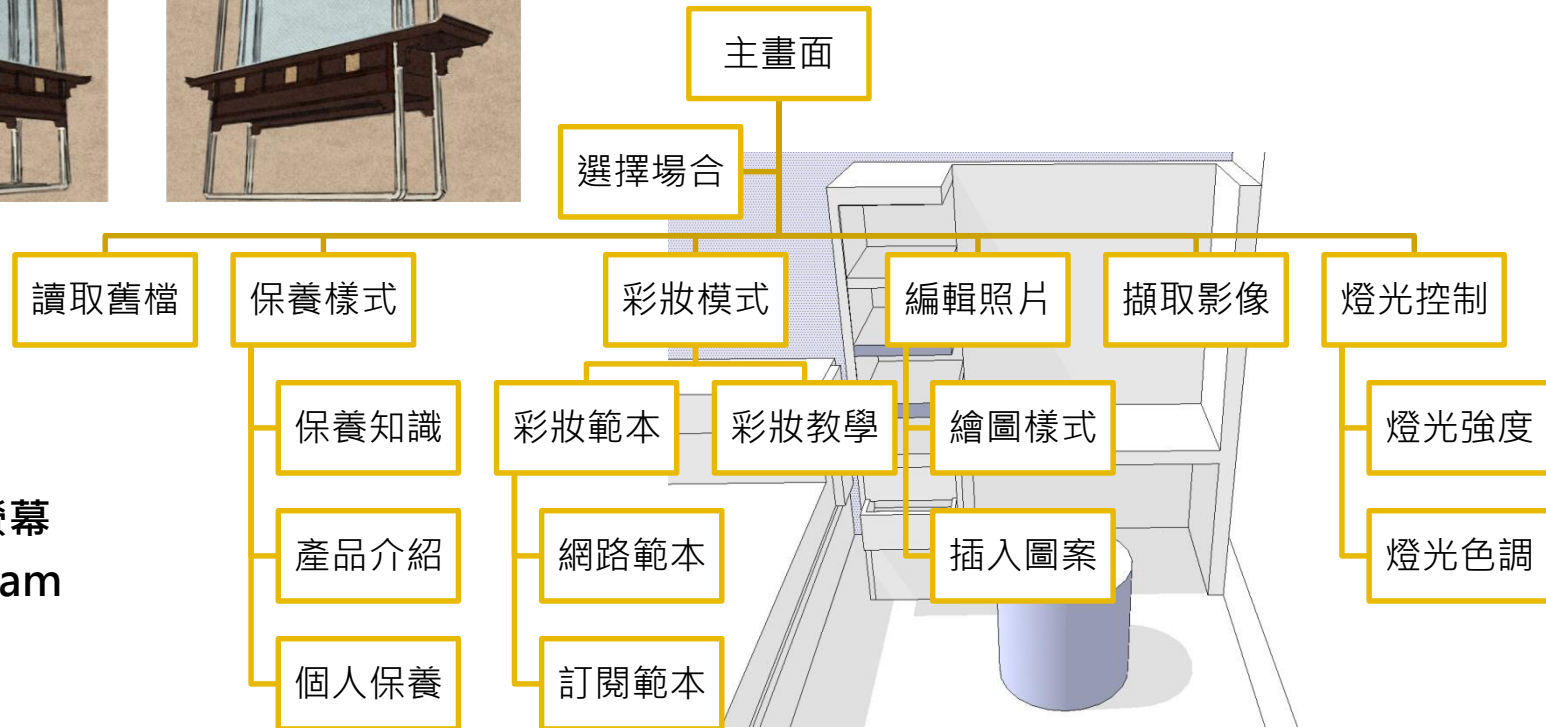 主畫面
選擇場合
讀取舊檔
保養樣式
彩妝模式
編輯照片
擷取影像
燈光控制
保養知識
彩妝範本
彩妝教學
繪圖樣式
燈光強度
幕
am
產品介紹
網路範本
插入圖案
燈光色調
個人保養
訂閱範本